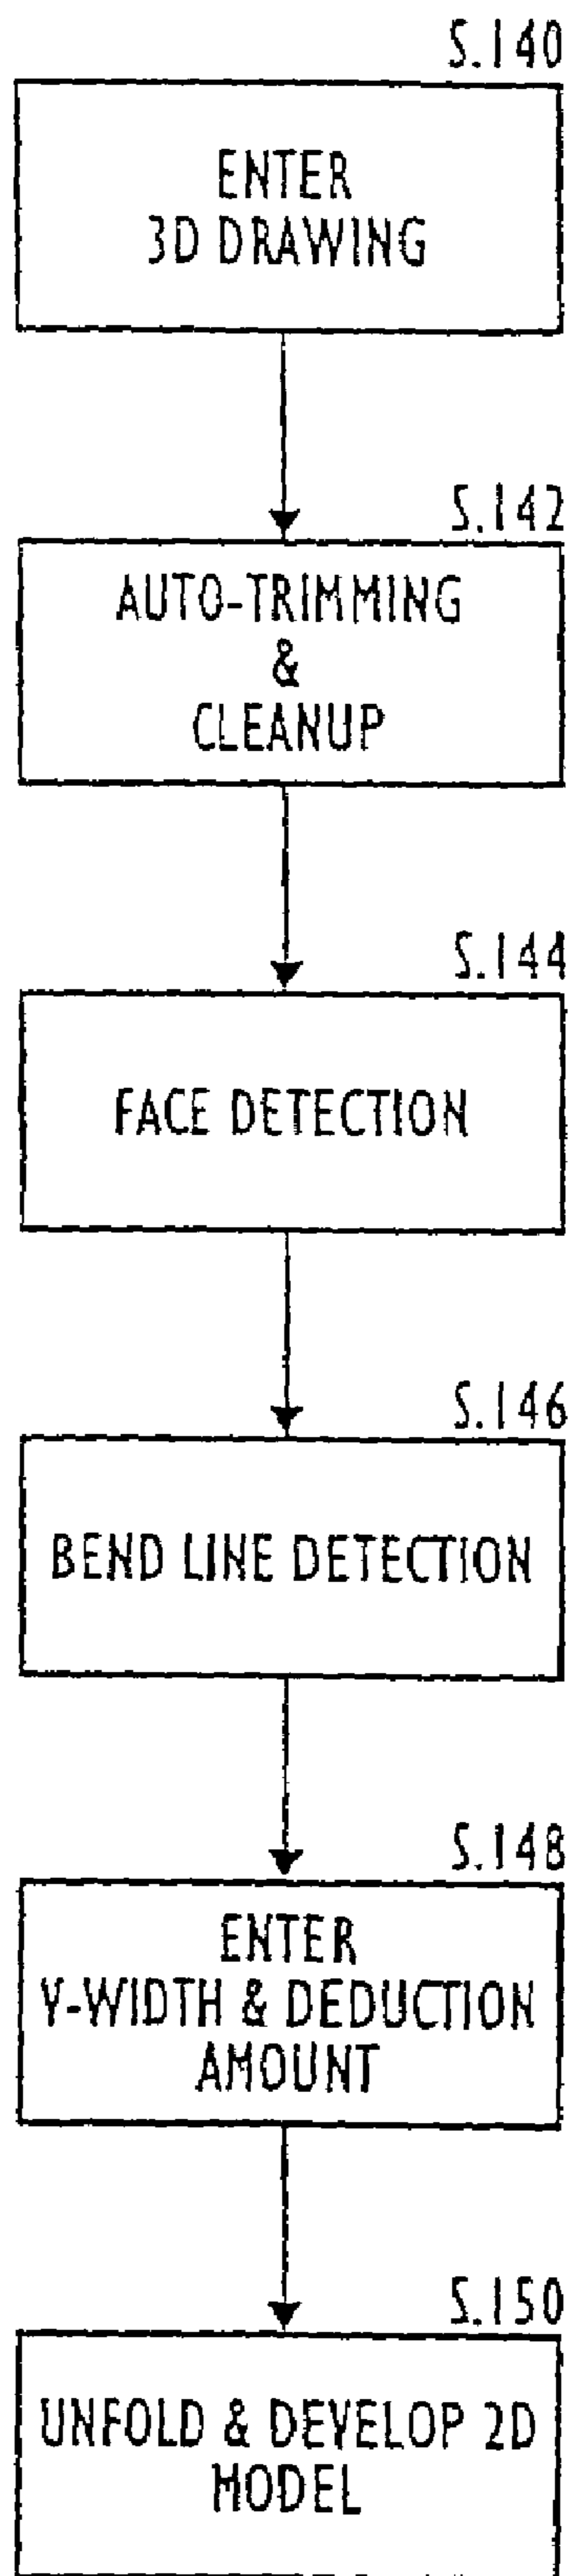 S.140
ENTER
3D DRAWING
S.142
AUTO-TRIMMING
&
CLEANUP
S.144
FACE DETECTION
S.146
BEND LINE DETECTION
S.148
ENTER
V-WIDTH & DEDUCTION
AMOUNT
S.150
UNFOLD & DEVELOP 2D
MODEL